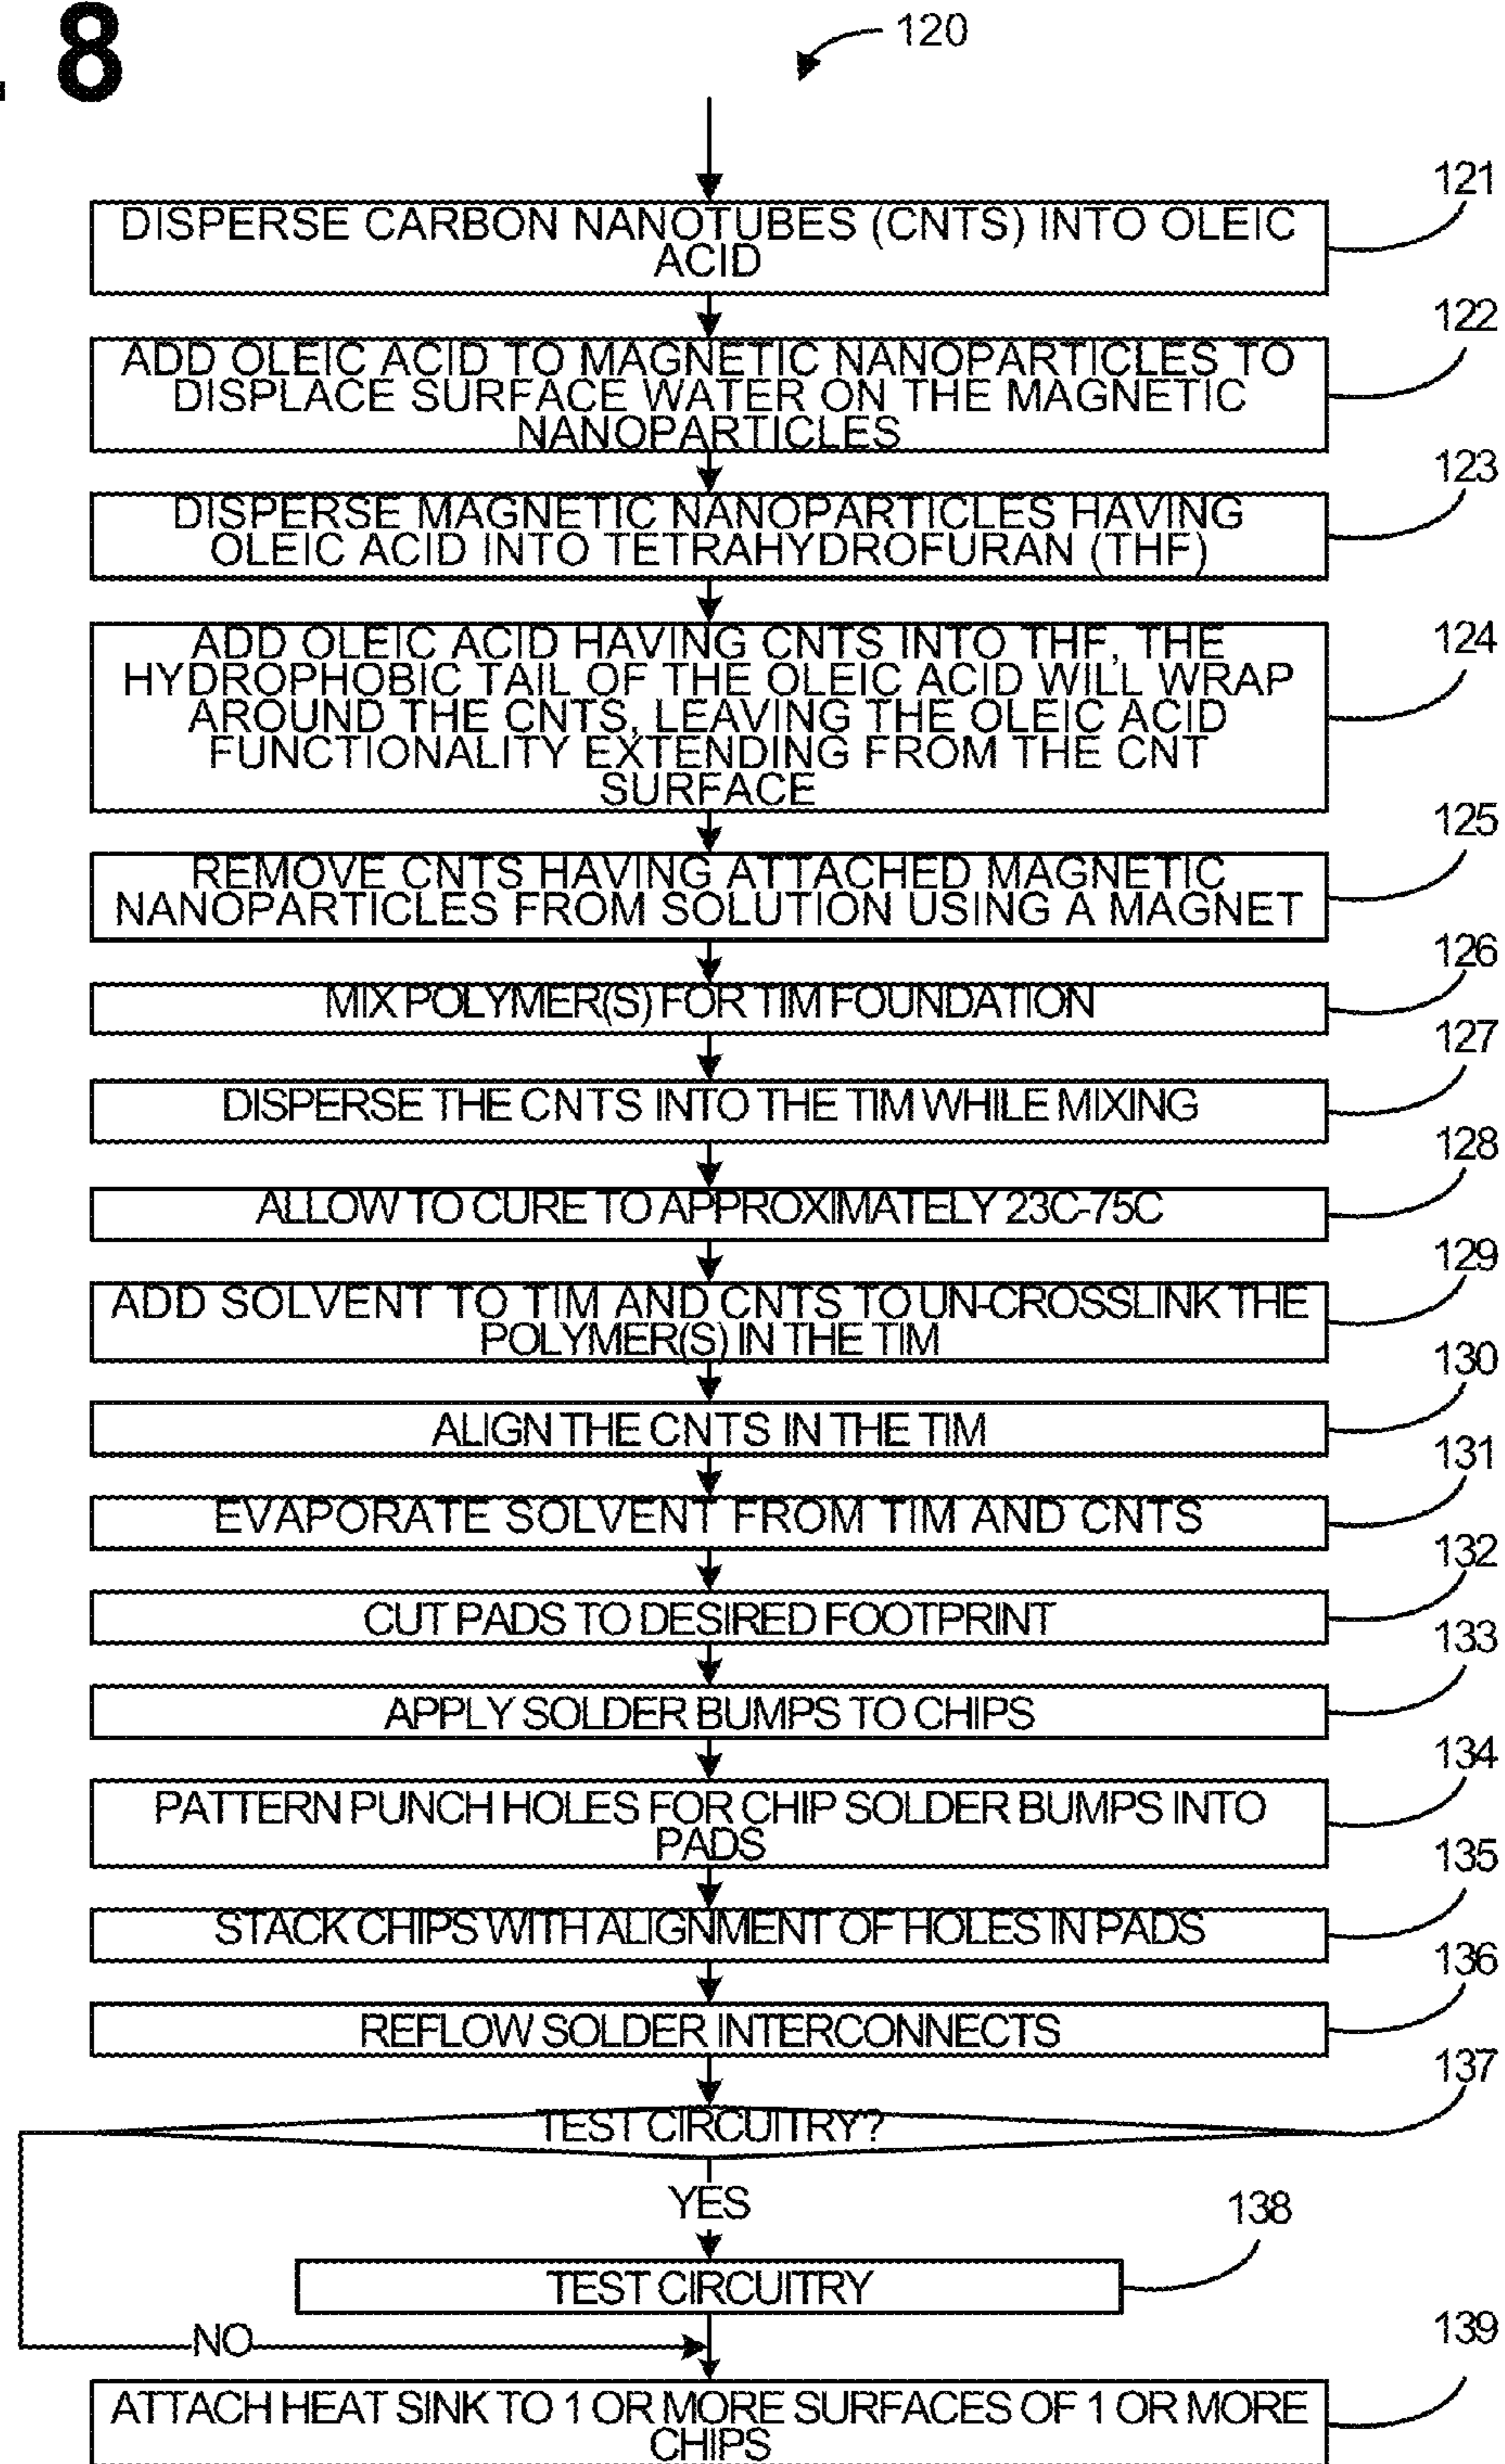 . 8
120
121
DISPERSE CARBON NANOTUBES (CNTS) INTO OLEIC
ACID
122
ADD OLEIC ACID TO MAGNETIC NANOPARTICLES TO
DISPLACE SURFACE WATER ON THE MAGNETIC
NANOPARTICLES
123
DISPERSE MAGNETIC NANOPARTICLES HAVING
OLEIC ACID INTO TETRAHYDROFURAN (THF)
124
ADD OLEIC ACID HAVING CNTS INTO THF, THE
HYDROPHOBIC TAIL OF THE OLEIC ACID WILL WRAP
AROUND THE CNTS, LEAVING THE OLEIC ACID
FUNCTIONALITY EXTENDING FROM THE CNT
SURFACE
125
REMOVE CNTS HAVING ATTACHED MAGNETIC
NANOPARTICLES FROM SOLUTION USING A MAGNET
126
MIX POLYMER(S) FOR TIM FOUNDATION
127
DISPERSE THE CNTS INTO THE TIM WHILE MIXING
128
ALLOW TO CURE TO APPROXIMATELY 23C-75C
129
ADD SOLVENT TO TIM AND CNTS TO UN-CROSSLINK THE
POLYMER(S) IN THE TIM
130
ALIGN THE CNTS IN THE TIM
131
EVAPORATE SOLVENT FROM TIM AND CNTS
132
CUT PADS TO DESIRED FOOTPRINT
133
APPLY SOLDER BUMPS TO CHIPS
134
PATTERN PUNCH HOLES FOR CHIP SOLDER BUMPS INTO
PADS
135
STACK CHIPS WITH ALIGNMENT OF HOLES IN PADS
136
REFLOW SOLDER INTERCONNECTS
137
TEST CIRCUITRY?
YES
138
TEST CIRCUITRY
NO
139
ATTACH HEAT SINK TO 1 OR MORE SURFACES OF 1 OR MORE
CHIPS